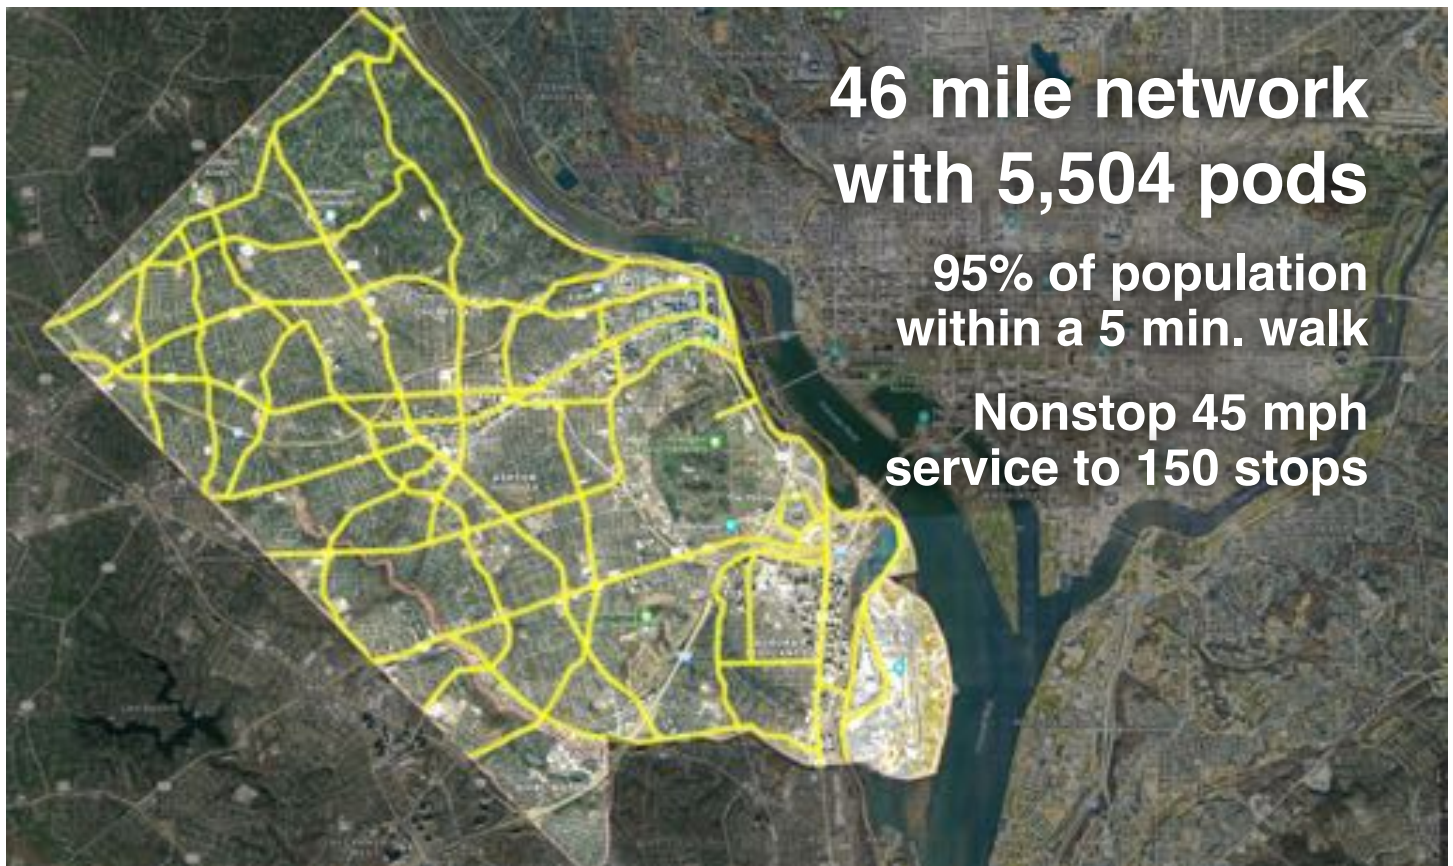 46 mile network
with 5,504 pods
95% of population
within a 5 min. walk
Nonstop 45 mph
service to 150 stops